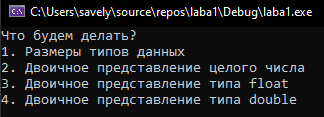 C:\Users\savely\source\repos\laba1\Debug\laba1.exe
Что будем делать?
1. Размеры типов данных
2. Двоичное представление целого числа
3. Двоичное представление типа float
4. Двоичное представление типа double